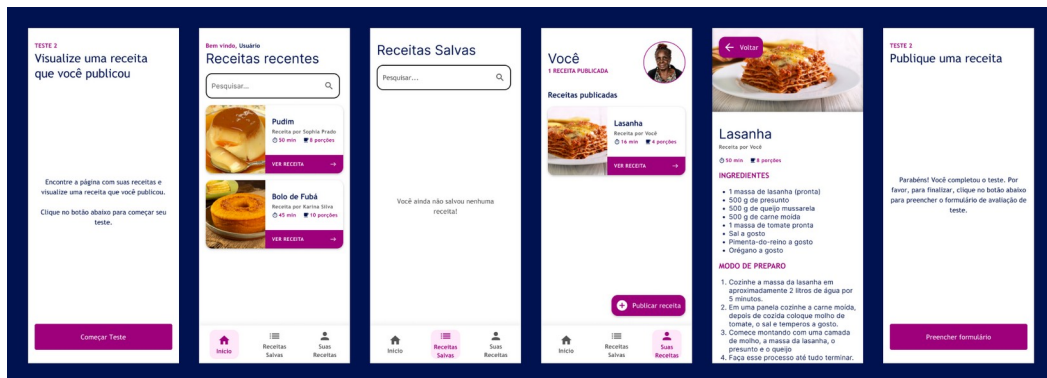 TESTE 2
Visualize uma receita
que você publicou
Encontre a página com suas receitas e
visualize uma receita que você publicou.
Clique no botão abaixo para começar seu
teste.
Começar Teste
Bem vindo, Usuário
Receitas recentes
Pesquisar...
Pudim
Receita por Sophia Prado
50 min 8 porções
VER RECEITA →
Bolo de Fubá
Receita por Karina Silva
45 min 10 porções
VER RECEITA →
Início
Receitas
Salvas
Suas
Receitas
Receitas Salvas
Pesquisar...
Você ainda não salvou nenhuma
receita!
Início
Receitas
Salvas
Suas
Receitas
Você
1 RECEITA PUBLICADA
Receitas publicadas
Lasanha
Receita por Você
16 min 4 porções
VER RECEITA →
Publicar receita
Início
Receitas
Salvas
Suas
Receitas
← Voltar
Lasanha
Receita por Você
50 min 8 porções
INGREDIENTES
• 1 massa de lasanha (pronta)
• 500 g de presunto
• 500 g de queijo mussarela
• 500 g de carne moída
• 1 massa de tomate pronta
• Sal a gosto
• Pimenta-do-reino a gosto
• Orégano a gosto
MODO DE PREPARO
1. Cozinhe a massa da lasanha em
aproximadamente 2 litros de água por
5 minutos.
2. Em uma panela cozinhe a carne moída,
depois de cozida coloque molho de
tomate, o sal e temperos a gosto.
3. Comece montando com uma camada
de molho, a massa da lasanha, o
presunto e o queijo
4. Faça esse processo até tudo terminar.
TESTE 2
Publique uma receita
Parabéns! Você completou o teste. Por
favor, para finalizar, clique no botão abaixo
para preencher o formulário de avaliação de
teste.
Preencher formulário